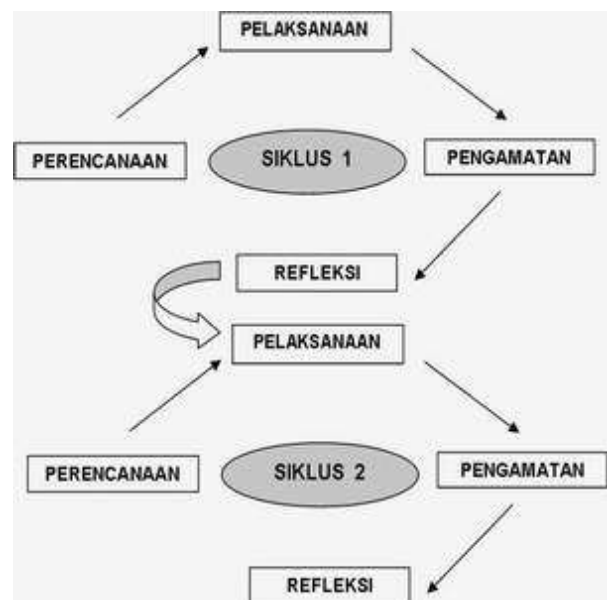 PELAKSANAAN
PERENCANAAN
SIKLUS 1
PENGAMATAN
REFLEKSI
PELAKSANAAN
PERENCANAAN
SIKLUS 2
PENGAMATAN
REFLEKSI